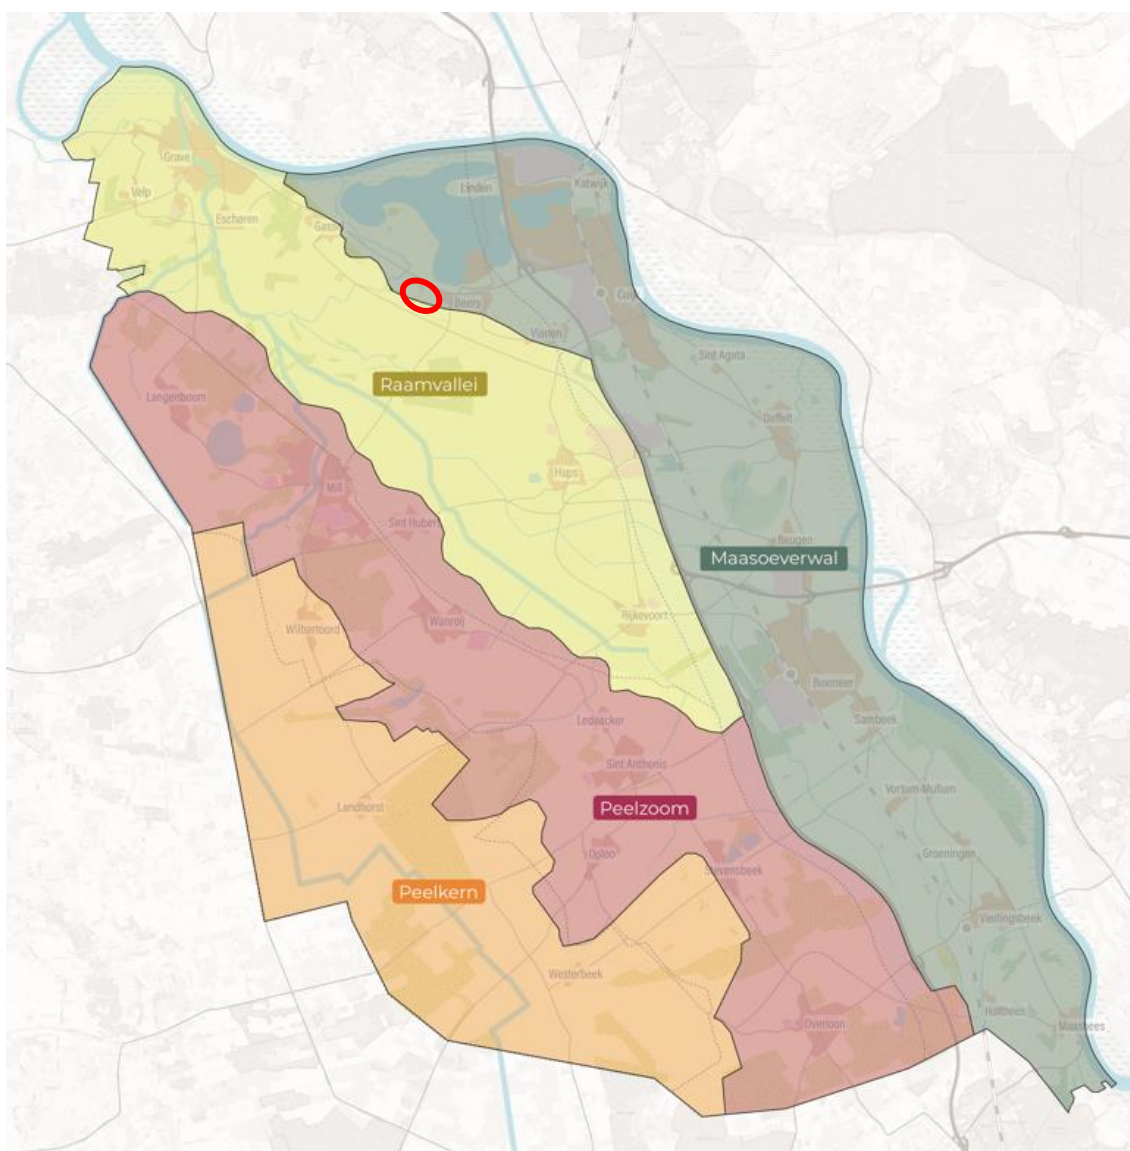 Grave
Linden
Katwijk
Velp
Escharen
Gassel
Beers
Cuijk
Vianen
Sint Agata
Raamvallei
Langenboom
Oeffelt
Haps
Mill
Sint Hubert
Beugen
Maasoeverwal
Rijkevoort
Wanroij
Wilbertoord
Boxmeer
Sambeek
Ledeacker
Sint Anthonis
Vortum-Mullum
Landhorst
Peelzoom
Oploo
Groeningen
Stevensbeek
Peelkern
Vierlingsbeek
Westerbeek
Holthees
Overloon
Maashees